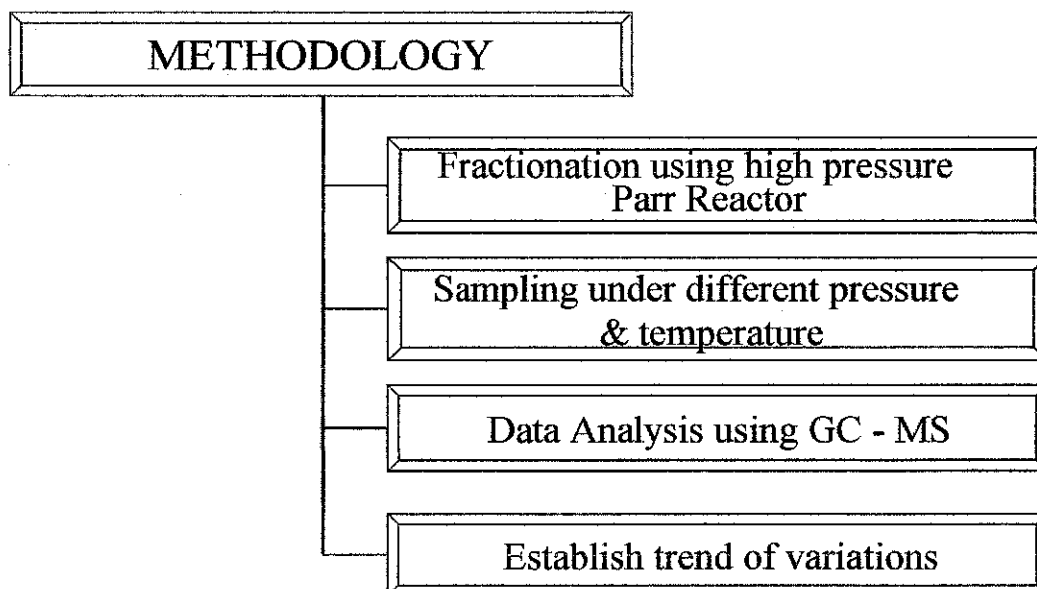 METHODOLOGY
Fractionation using high pressure
Parr Reactor
Sampling under different pressure
& temperature
Data Analysis using GC - MS
Establish trend of variations